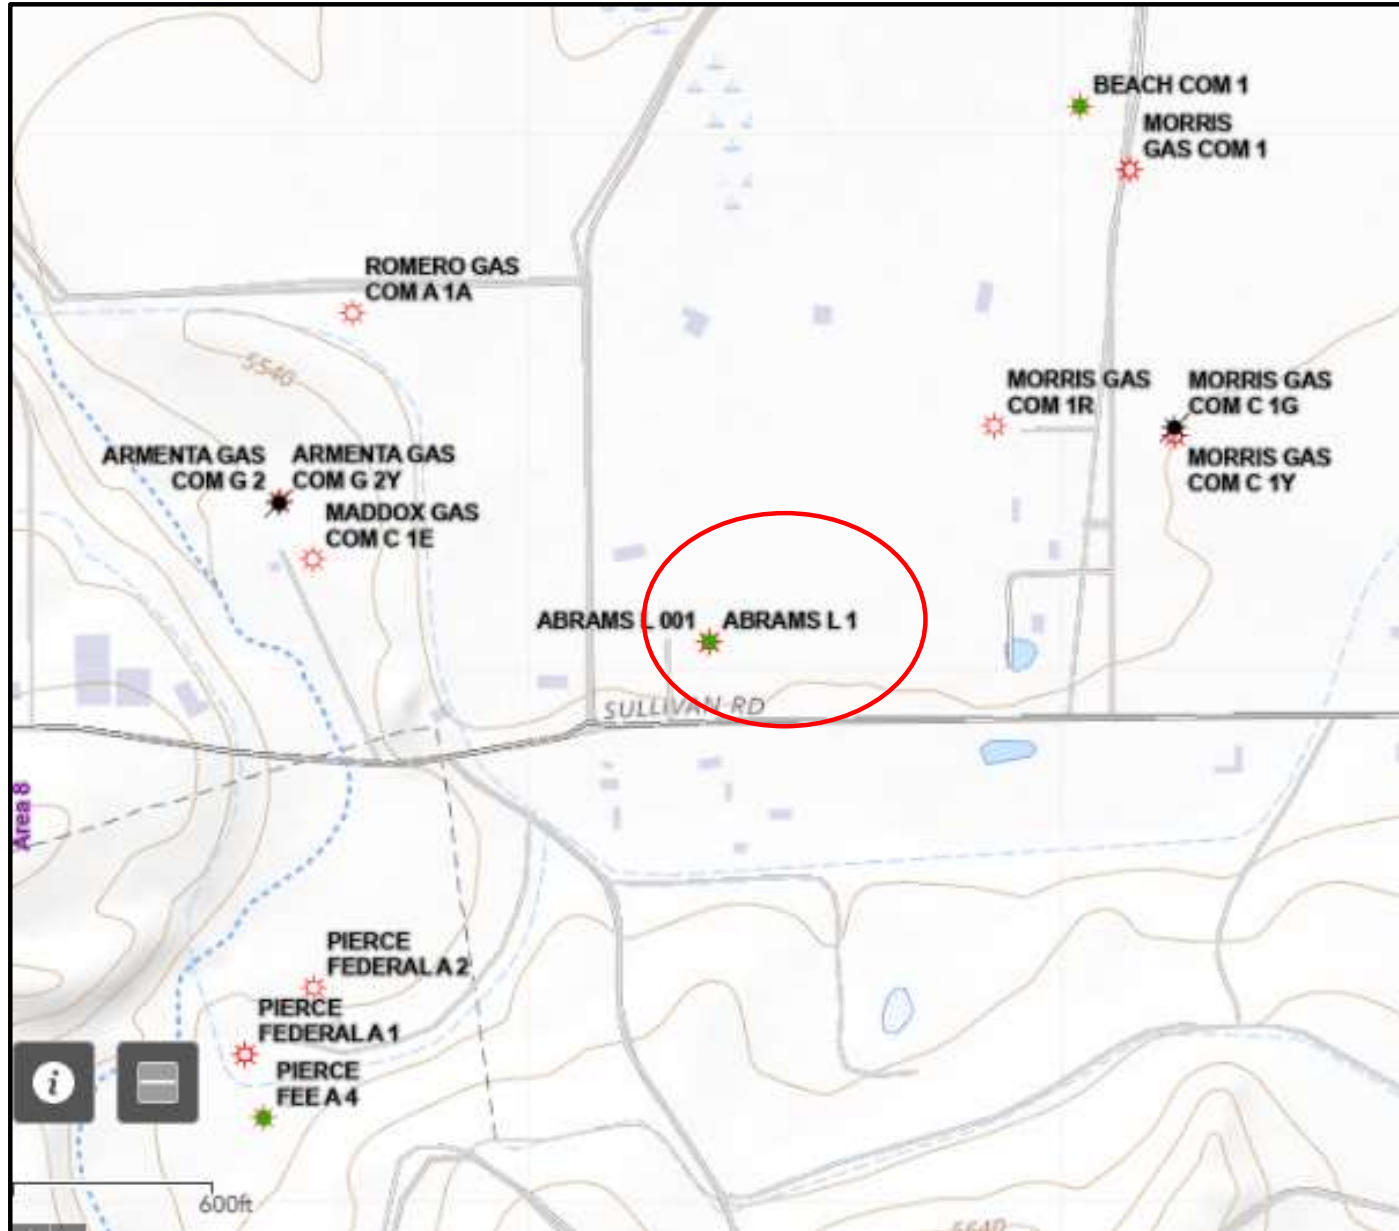 BEACH COM 1
MORRIS
GAS COM 1
ROMERO GAS
COM A 1A
5540
MORRIS GAS
COM 1R
MORRIS GAS
COM C 1G
MORRIS GAS
COM C 1Y
ARMENTA GAS
COM G 2
ARMENTA GAS
COM G 2Y
MADDOX GAS
COM C 1E
ABRAMS L 001
ABRAMS L 1
SULLIVAN RD
Area 8
PIERCE
FEDERAL A 2
PIERCE
FEDERAL A 1
PIERCE
FEE A 4
i
600ft
5640